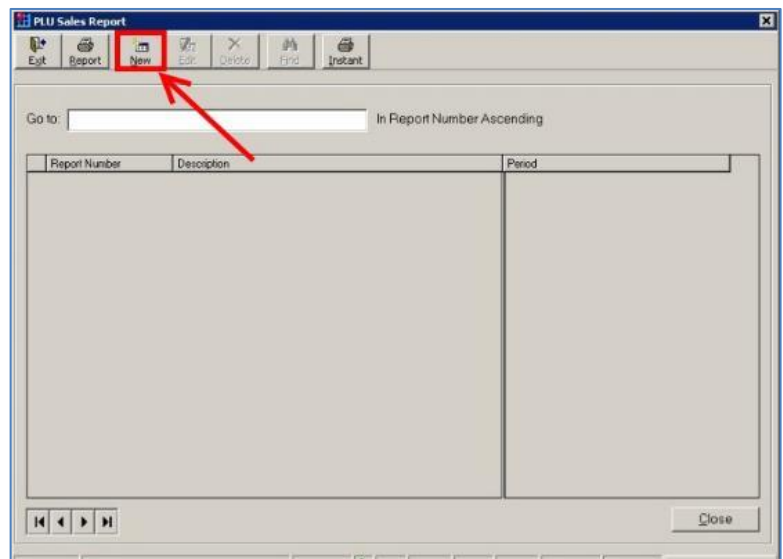 PLU Sales Report
Exit Report New Edit Delete Find Instant
Go to: In Report Number Ascending
Report Number Description Period
Close